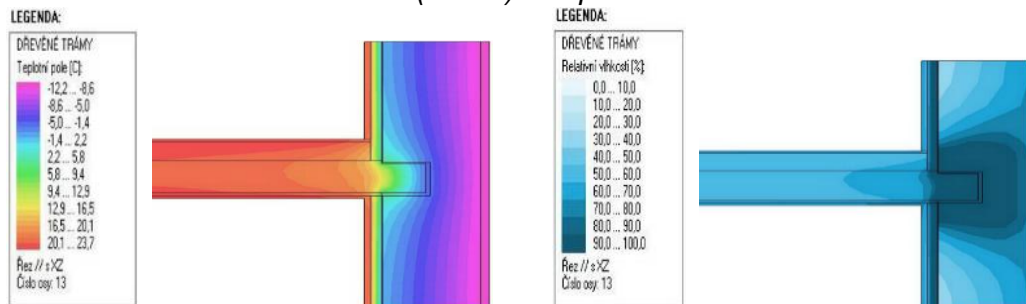 LEGENDA:
DŘEVĚNÉ TRÁMY
Teplotní pole [C]:
-12,2 ... -8,6
-8,6 ... -5,0
-5,0 ... -1,4
-1,4 ... 2,2
2,2 ... 5,8
5,8 ... 9,4
9,4 ... 12,9
12,9 ... 16,5
16,5 ... 20,1
20,1 ... 23,7
Řez // s XZ
Číslo osy: 13
LEGENDA:
DŘEVĚNÉ TRÁMY
Relativní vlhkosti [%]:
0,0 ... 10,0
10,0 ... 20,0
20,0 ... 30,0
30,0 ... 40,0
40,0 ... 50,0
50,0 ... 60,0
60,0 ... 70,0
70,0 ... 80,0
80,0 ... 90,0
90,0 ... 100,0
Řez // s XZ
Číslo osy: 13